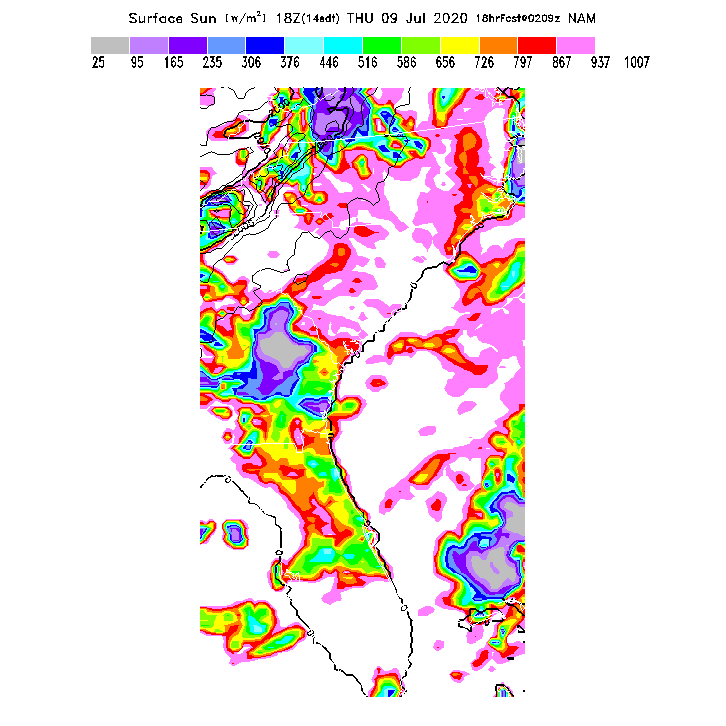 Surface Sun [w/m²] 18Z(14edt) THU 09 Jul 2020 18hrFcst@0209z NAM
25 95 165 235 306 376 446 516 586 656 726 797 867 937 1007